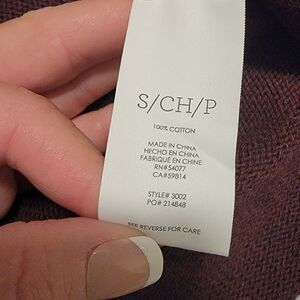 S/CH/P
100% COTTON
MADE IN CHINA
HECHO EN CHINA
FABRIQUÉ EN CHINE
RN#54077
CA#59814
STYLE# 3002
PO# 214848
SEE REVERSE FOR CARE